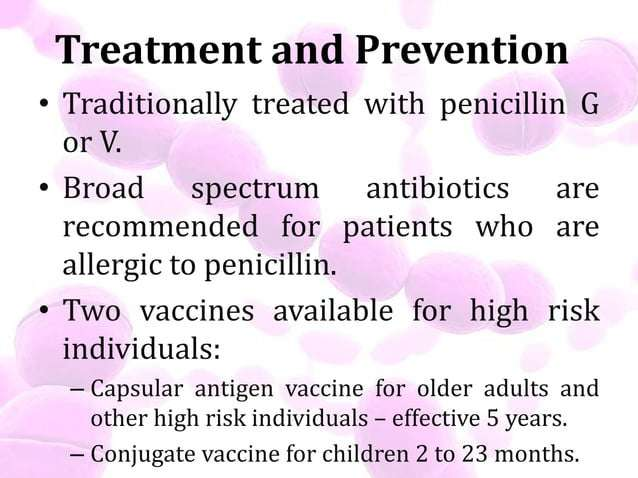 Treatment and Prevention
• Traditionally treated with penicillin G
or V.
• Broad spectrum antibiotics are
recommended for patients who are
allergic to penicillin.
• Two vaccines available for high risk
individuals:
– Capsular antigen vaccine for older adults and
other high risk individuals – effective 5 years.
– Conjugate vaccine for children 2 to 23 months.